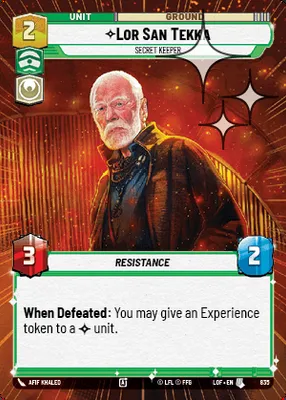 UNIT GROUND
2
✧LOR SAN TEKKA
SECRET KEEPER
3
2
RESISTANCE
When Defeated: You may give an Experience
token to a ✧ unit.
AFIF KHALED © LFL © FFG LOF • EN 635